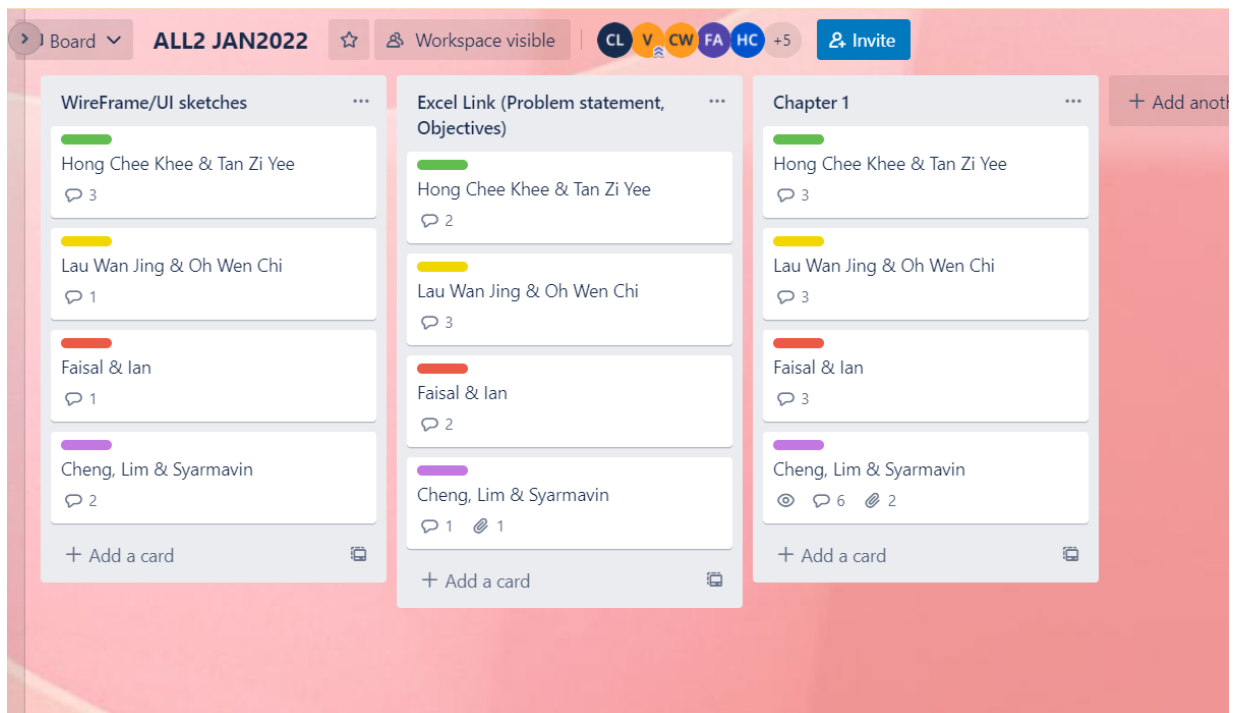 Board
ALL2 JAN2022
Workspace visible
CL
V
CW
FA
HC
+5
Invite
WireFrame/UI sketches
Hong Chee Khee & Tan Zi Yee
3
Lau Wan Jing & Oh Wen Chi
1
Faisal & Ian
1
Cheng, Lim & Syarmavin
2
+ Add a card
Excel Link (Problem statement,
Objectives)
Hong Chee Khee & Tan Zi Yee
2
Lau Wan Jing & Oh Wen Chi
3
Faisal & Ian
2
Cheng, Lim & Syarmavin
1 1
+ Add a card
Chapter 1
Hong Chee Khee & Tan Zi Yee
3
Lau Wan Jing & Oh Wen Chi
3
Faisal & Ian
3
Cheng, Lim & Syarmavin
6 2
+ Add a card
+ Add anot